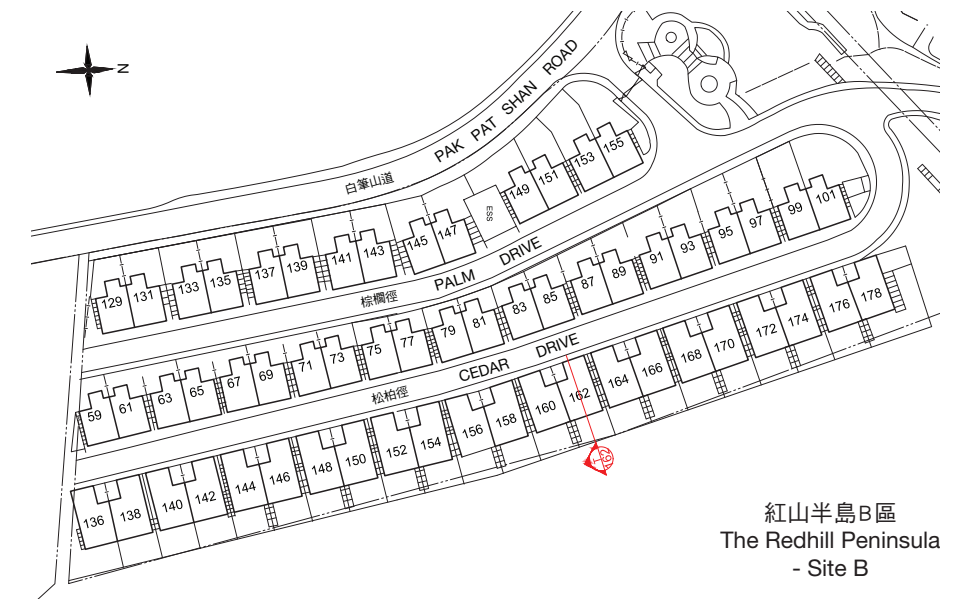 N
PAK PAT SHAN ROAD
白筆山道
149 151 153 155
ESS
129 131 133 135 137 139 141 143 145 147
PALM DRIVE
棕櫚徑
59 61 63 65 67 69 71 73 75 77 79 81 83 85 87 89 91 93 95 97 99 101
CEDAR DRIVE
松柏徑
136 138 140 142 144 146 148 150 152 154 156 158 160 162 164 166 168 170 172 174 176 178
T
162
紅山半島B區
The Redhill Peninsula
- Site B